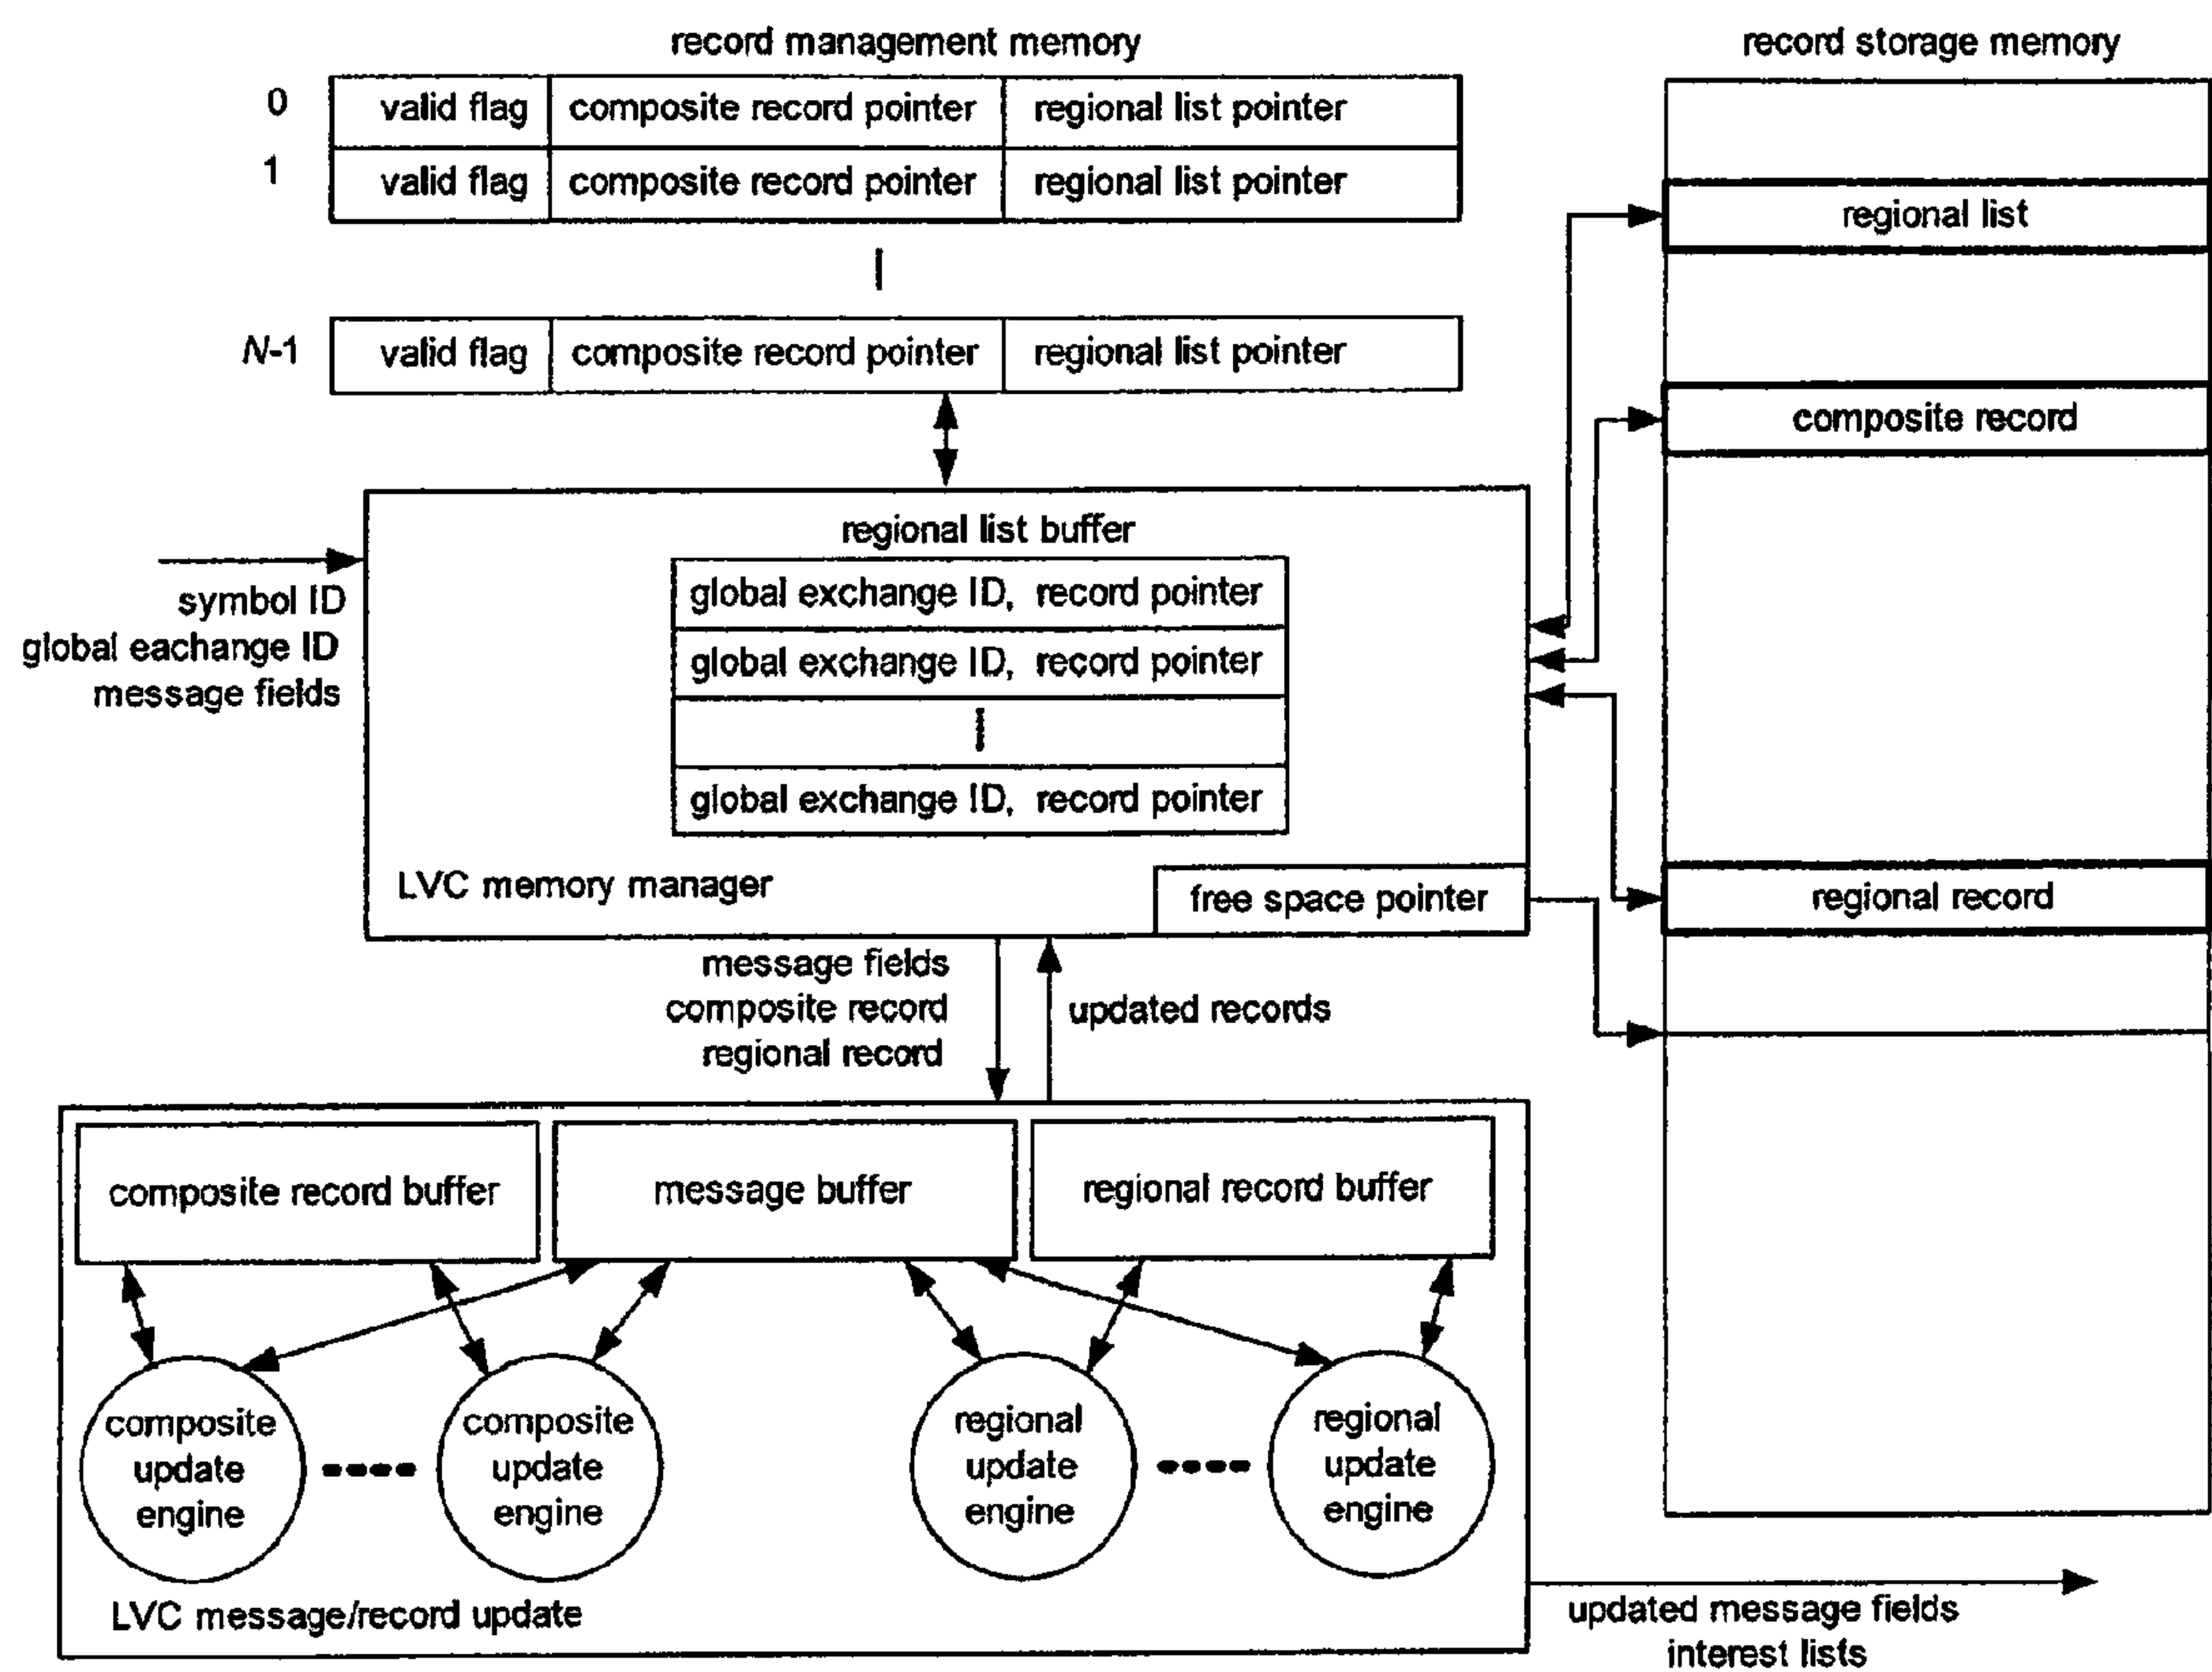 record management memory
record storage memory
0 valid flag composite record pointer regional list pointer
1 valid flag composite record pointer regional list pointer
N-1 valid flag composite record pointer regional list pointer
regional list
composite record
regional record
symbol ID
global eachange ID
message fields
regional list buffer
global exchange ID, record pointer
global exchange ID, record pointer
global exchange ID, record pointer
LVC memory manager
free space pointer
message fields
composite record
regional record
updated records
composite record buffer
message buffer
regional record buffer
composite
update
engine
composite
update
engine
regional
update
engine
regional
update
engine
LVC message/record update
updated message fields
interest lists